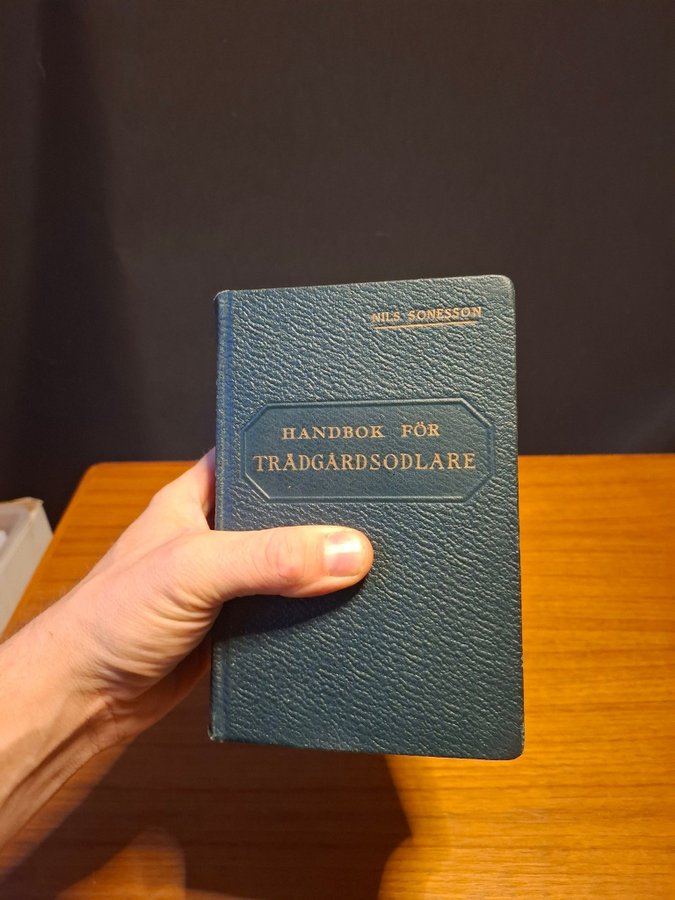 NILS SONESSON
HANDBOK FÖR
TRÄDGÅRDSODLARE